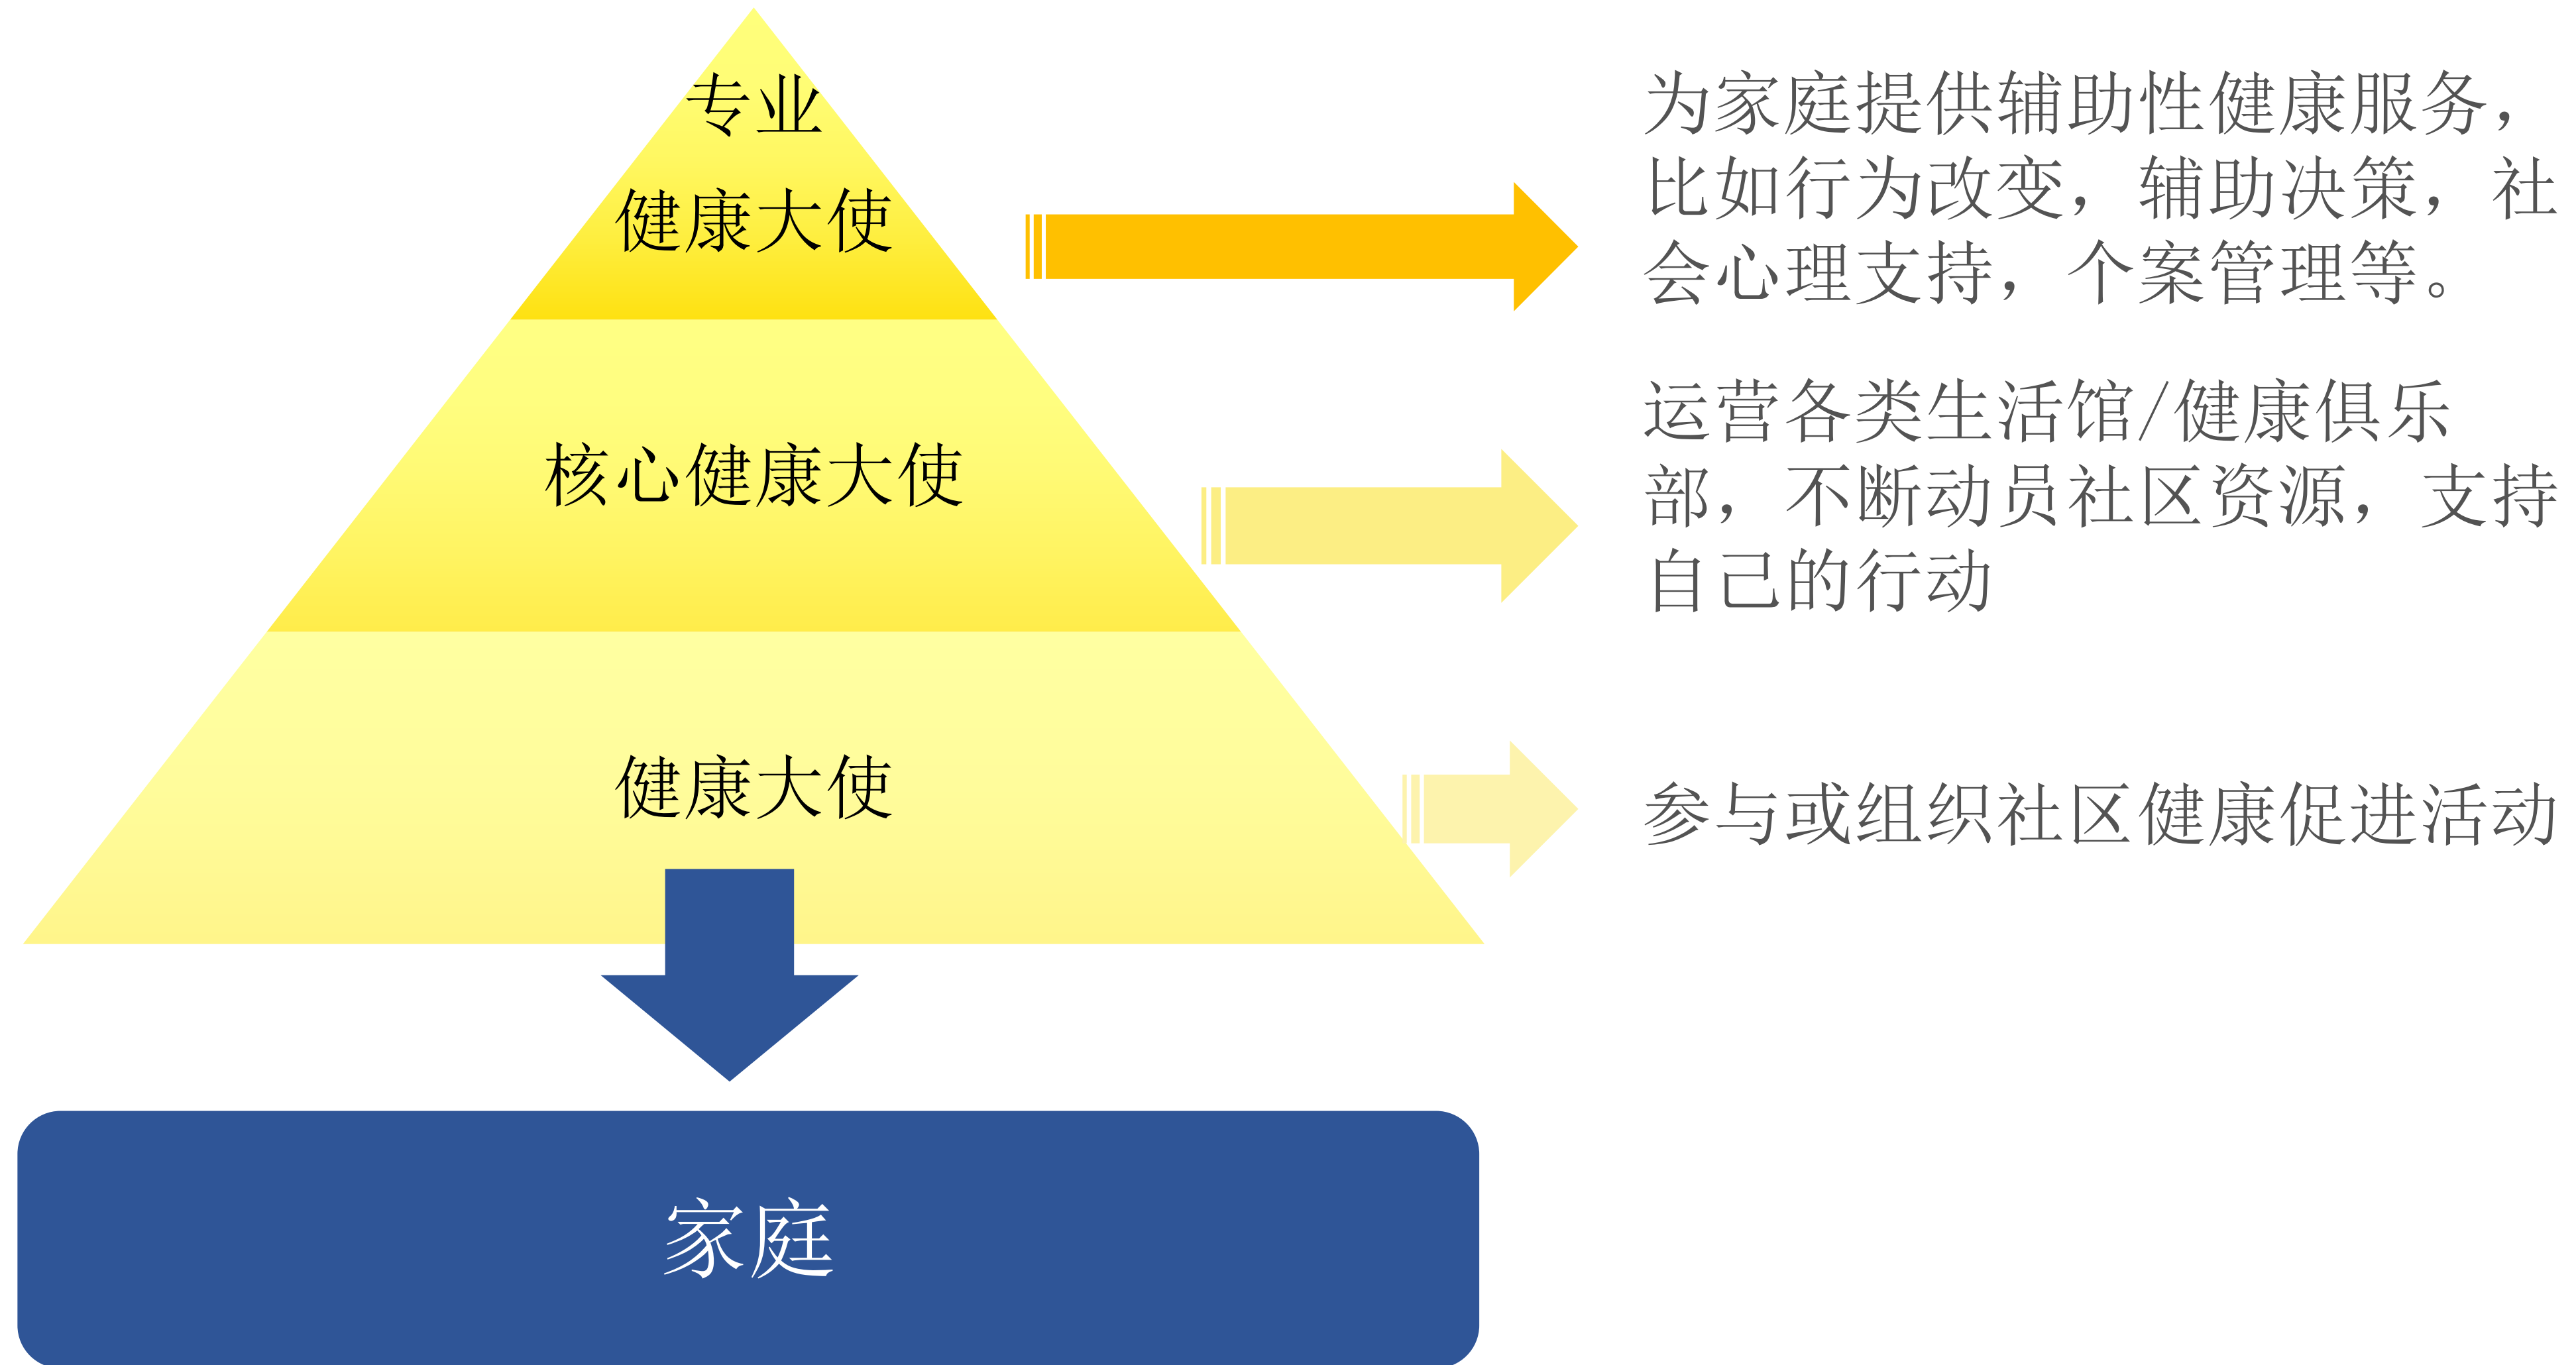 专业
健康大使
为家庭提供辅助性健康服务，
比如行为改变，辅助决策，社
会心理支持，个案管理等。
核心健康大使
运营各类生活馆/健康俱乐
部，不断动员社区资源，支持
自己的行动
健康大使
参与或组织社区健康促进活动
家庭